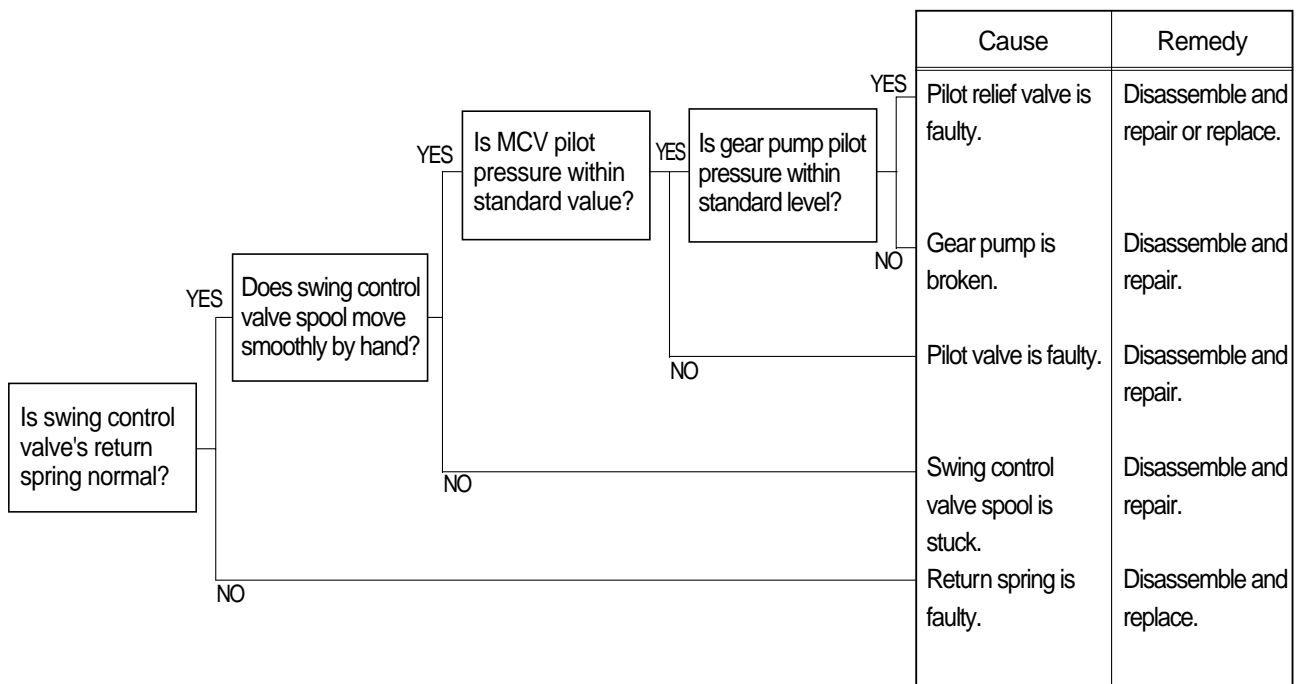 Cause
Remedy
YES
Pilot relief valve is
faulty.
Disassemble and
repair or replace.
YES
Is MCV pilot
pressure within
standard value?
YES
Is gear pump pilot
pressure within
standard level?
NO
Gear pump is
broken.
Disassemble and
repair.
YES
Does swing control
valve spool move
smoothly by hand?
NO
Pilot valve is faulty.
Disassemble and
repair.
Is swing control
valve's return
spring normal?
NO
Swing control
valve spool is
stuck.
Disassemble and
repair.
NO
Return spring is
faulty.
Disassemble and
replace.